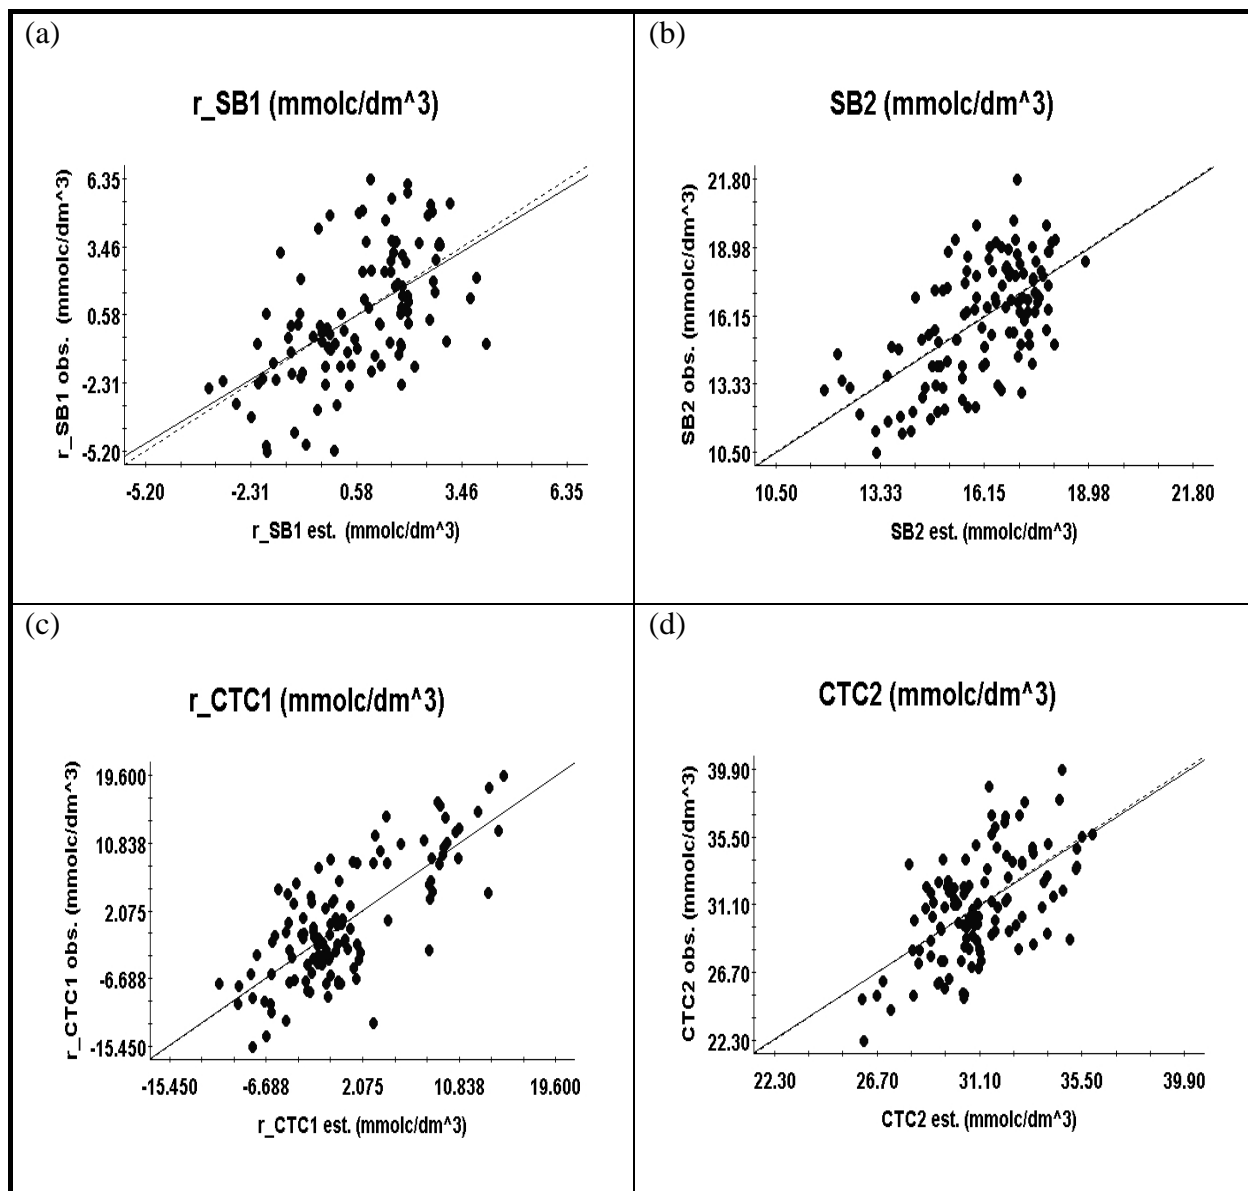 (a)
r_SB1 (mmolc/dm^3)
r_SB1 obs. (mmolc/dm^3)
6.35
3.46
0.58
-2.31
-5.20
-5.20 -2.31 0.58 3.46 6.35
r_SB1 est. (mmolc/dm^3)
(b)
SB2 (mmolc/dm^3)
SB2 obs. (mmolc/dm^3)
21.80
18.98
16.15
13.33
10.50
10.50 13.33 16.15 18.98 21.80
SB2 est. (mmolc/dm^3)
(c)
r_CTC1 (mmolc/dm^3)
r_CTC1 obs. (mmolc/dm^3)
19.600
10.838
2.075
-6.688
-15.450
-15.450 -6.688 2.075 10.838 19.600
r_CTC1 est. (mmolc/dm^3)
(d)
CTC2 (mmolc/dm^3)
CTC2 obs. (mmolc/dm^3)
39.90
35.50
31.10
26.70
22.30
22.30 26.70 31.10 35.50 39.90
CTC2 est. (mmolc/dm^3)